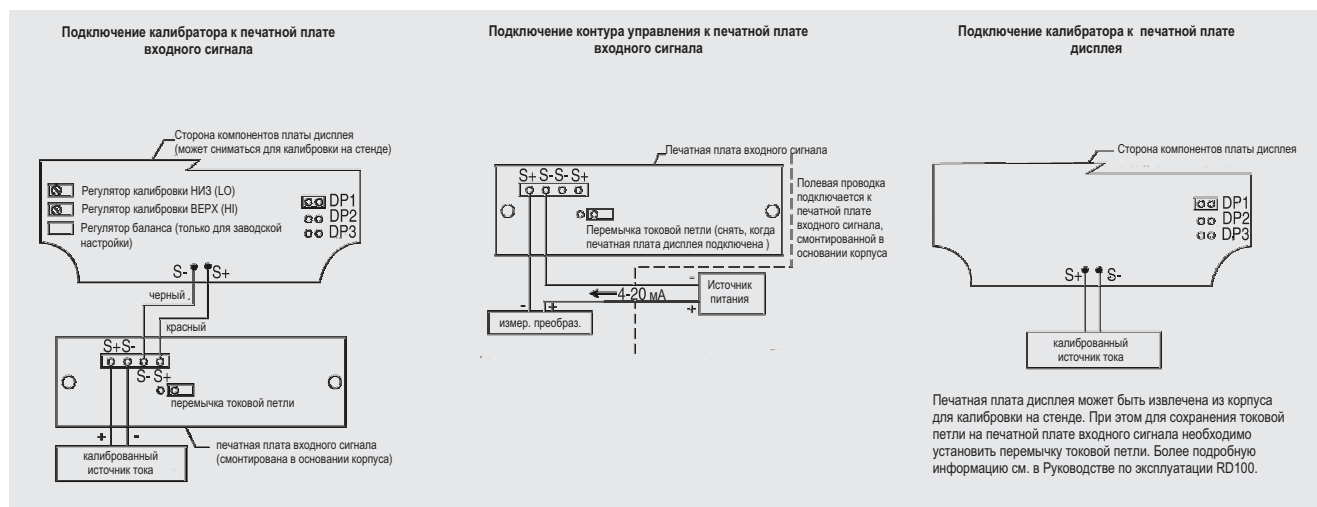 Подключение калибратора к печатной плате
входного сигнала
Сторона компонентов платы дисплея
(может сниматься для калибровки на стенде)
Регулятор калибровки НИЗ (LO)
Регулятор калибровки ВЕРХ (HI)
Регулятор баланса (только для заводской
настройки)
DP1
DP2
DP3
S- S+
черный
красный
S+S-
S- S+
перемычка токовой петли
+ -
калиброванный
источник тока
печатная плата входного сигнала
(смонтирована в основании корпуса)
Подключение контура управления к печатной плате
входного сигнала
Печатная плата входного сигнала
S+ S- S- S+
Перемычка токовой петли (снять, когда
печатная плата дисплея подключена )
Полевая проводка
подключается к
печатной плате
входного сигнала,
смонтированной в
основании корпуса
-
Источник
питания
4-20 мА
+
- +
измер. преобраз.
Подключение калибратора к печатной плате
дисплея
Сторона компонентов платы дисплея
DP1
DP2
DP3
S+ S-
калиброванный
источник тока
Печатная плата дисплея может быть извлечена из корпуса
для калибровки на стенде. При этом для сохранения токовой
петли на печатной плате входного сигнала необходимо
установить перемычку токовой петли. Более подробную
информацию см. в Руководстве по эксплуатации RD100.